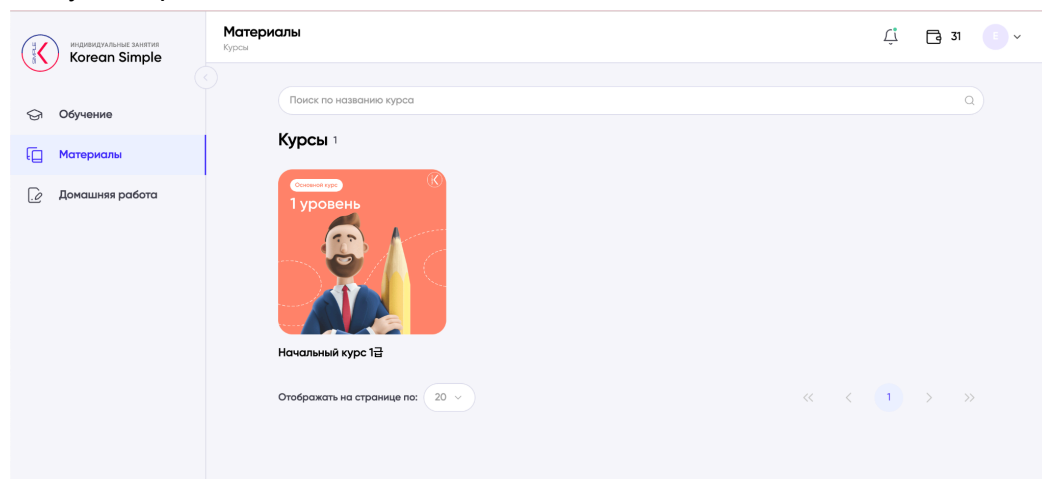 SIMPLE
ИНДИВИДУАЛЬНЫЕ ЗАНЯТИЯ
Korean Simple
Обучение
Материалы
Домашняя работа
Материалы
Курсы
31
E
Поиск по названию курса
Курсы 1
Основной курс
1 уровень
Начальный курс 1급
Отображать на странице по: 20
1